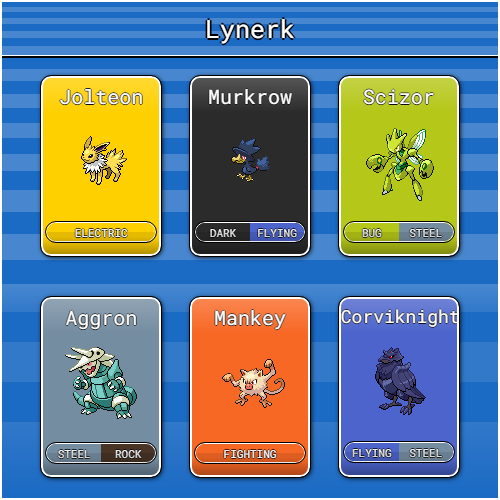 Lynerk
Jolteon
ELECTRIC
Murkrow
DARK FLYING
Scizor
BUG STEEL
Aggron
STEEL ROCK
Mankey
FIGHTING
Corviknight
FLYING STEEL